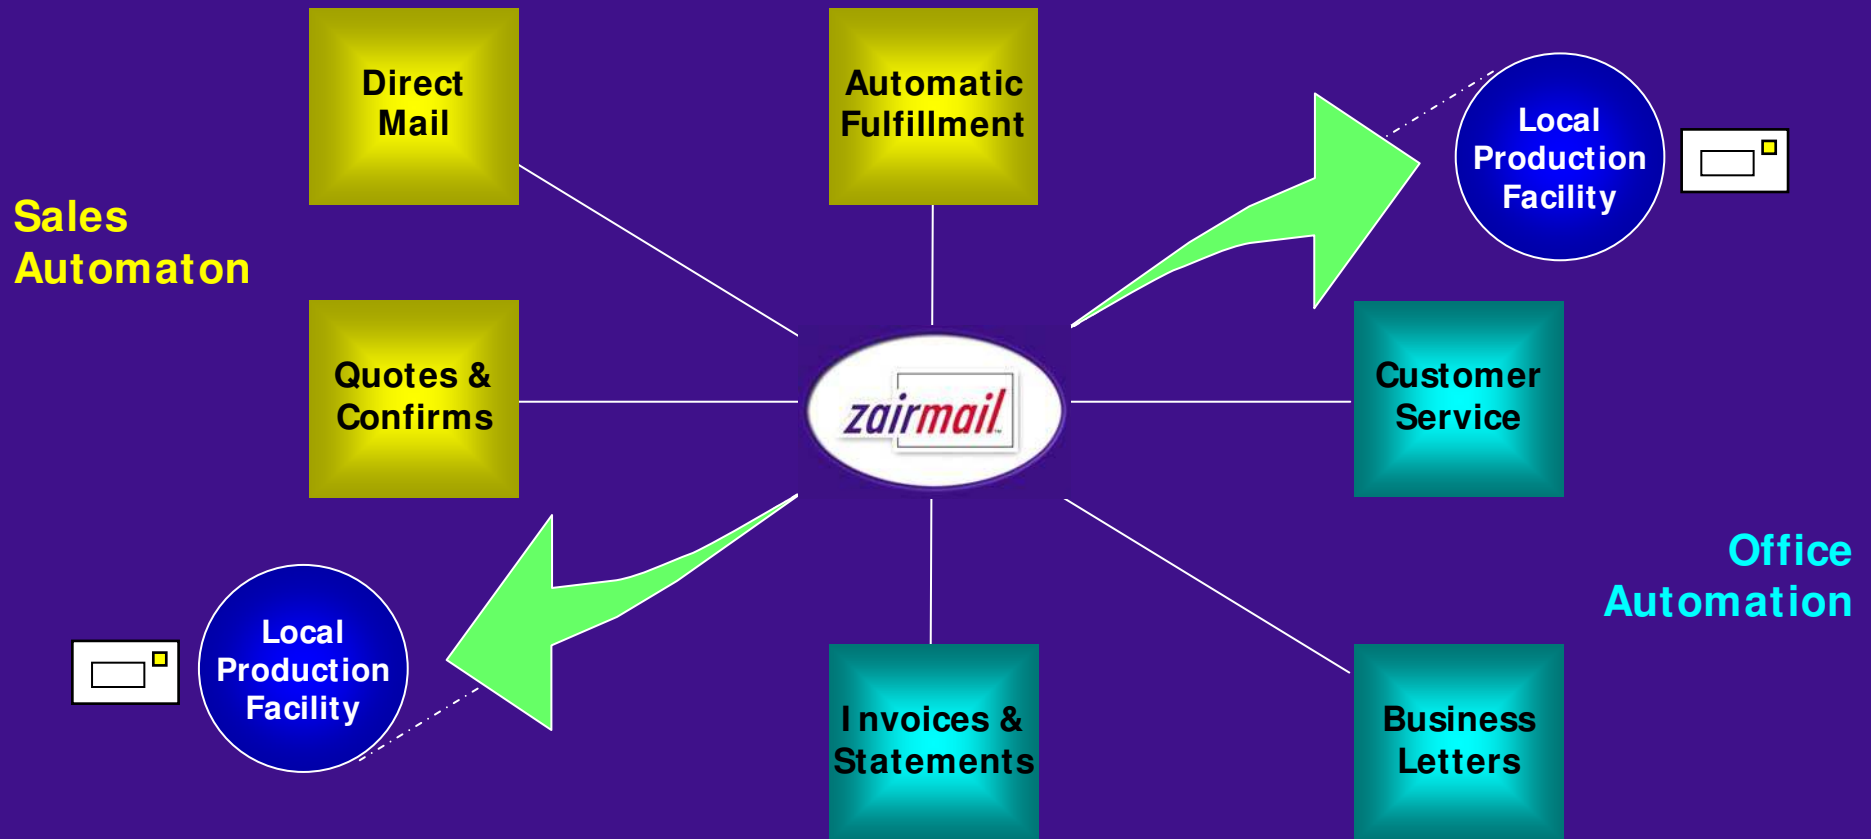 Direct
Mail
Automatic
Fulfillment
Local
Production
Facility
Sales
Automaton
Quotes &
Confirms
zairmail™
Customer
Service
Office
Automation
Local
Production
Facility
Invoices &
Statements
Business
Letters